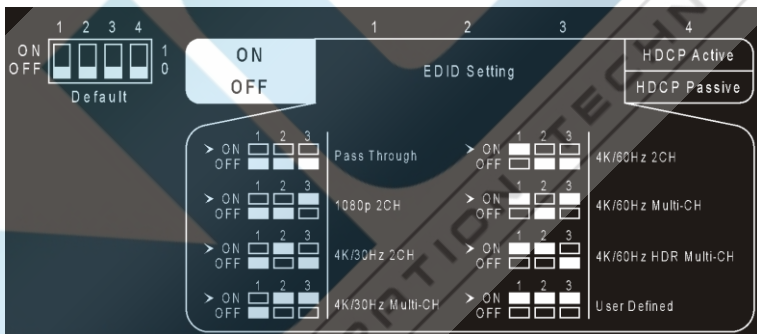 1 2 3 4
ON 1
OFF 0
Default
1 2 3 4
ON
OFF
EDID Setting
HDCP Active
HDCP Passive
1 2 3
> ON
OFF
Pass Through
1 2 3
> ON
OFF
4K/60Hz 2CH
1 2 3
> ON
OFF
1080p 2CH
1 2 3
> ON
OFF
4K/60Hz Multi-CH
1 2 3
> ON
OFF
4K/30Hz 2CH
1 2 3
> ON
OFF
4K/60Hz HDR Multi-CH
1 2 3
> ON
OFF
4K/30Hz Multi-CH
1 2 3
> ON
OFF
User Defined